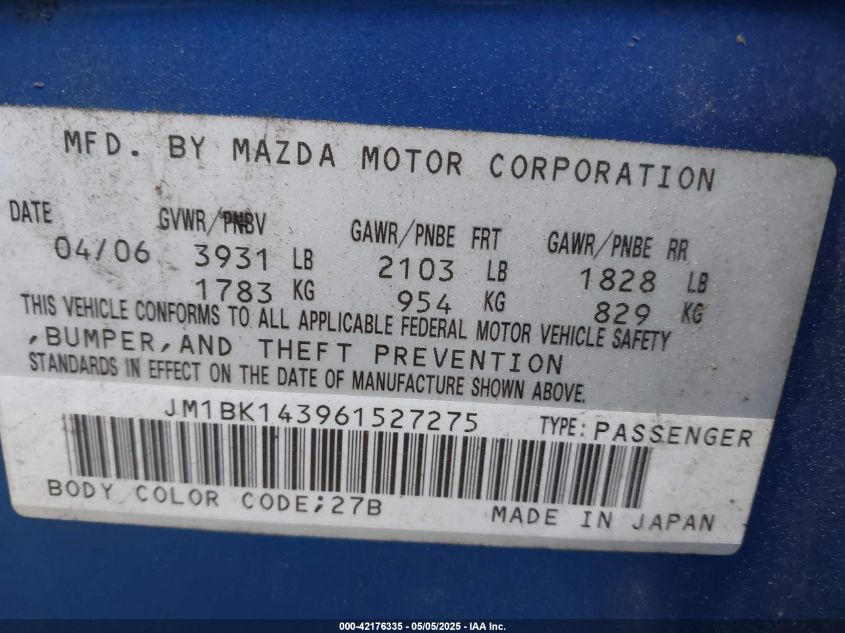 MFD. BY MAZDA MOTOR CORPORATION
DATE GVWR/PNBV GAWR/PNBE FRT GAWR/PNBE RR
04/06 3931 LB 2103 LB 1828 LB
1783 KG 954 KG 829 KG
THIS VEHICLE CONFORMS TO ALL APPLICABLE FEDERAL MOTOR VEHICLE SAFETY
,BUMPER,AND THEFT PREVENTION
STANDARDS IN EFFECT ON THE DATE OF MANUFACTURE SHOWN ABOVE.
JM1BK143961527275 TYPE:PASSENGER
BODY COLOR CODE;27B MADE IN JAPAN
000-42176335 - 05/05/2025 - IAA Inc.